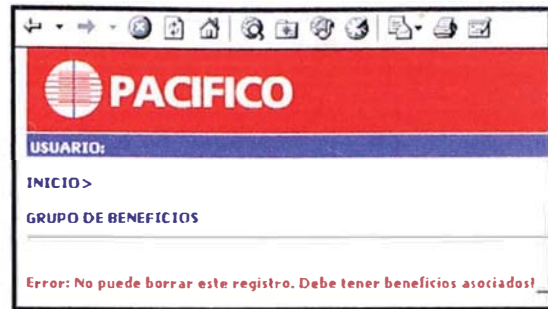 PACIFICO
USUARIO:
INICIO>
GRUPO DE BENEFICIOS
Error: No puede borrar este registro. Debe tener beneficios asociados!